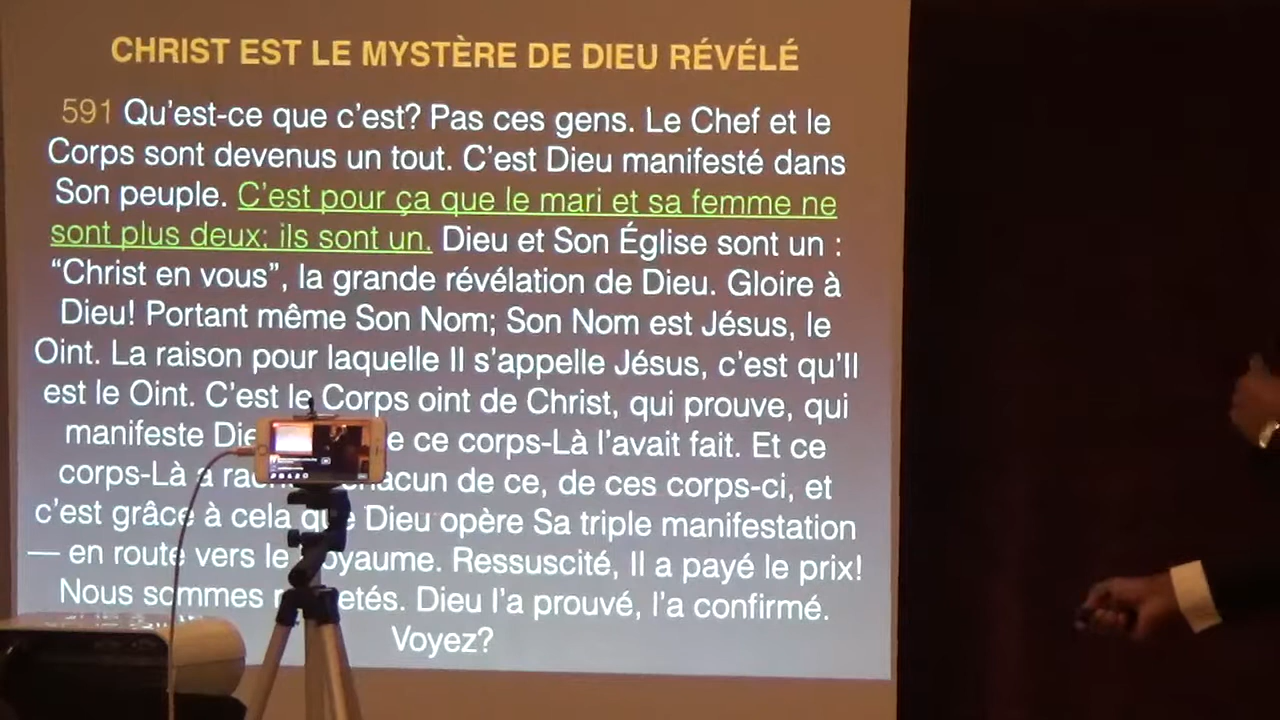 CHRIST EST LE MYSTÈRE DE DIEU RÉVÉLÉ
591 Qu'est-ce que c'est? Pas ces gens. Le Chef et le
Corps sont devenus un tout. C'est Dieu manifesté dans
Son peuple. C'est pour ça que le mari et sa femme ne
sont plus deux; ils sont un. Dieu et Son Église sont un :
“Christ en vous”, la grande révélation de Dieu. Gloire à
Dieu! Portant même Son Nom; Son Nom est Jésus, le
Oint. La raison pour laquelle Il s'appelle Jésus, c'est qu'Il
est le Oint. C'est le Corps oint de Christ, qui prouve, qui
manifeste ce corps-Là l'avait fait. Et ce
corps-Là a de ce, de ces corps-ci, et
c'est grâce à cela que Dieu opère Sa triple manifestation
— en route vers le Royaume. Ressuscité, Il a payé le prix!
Nous sommes Dieu l'a prouvé, l'a confirmé.
Voyez?